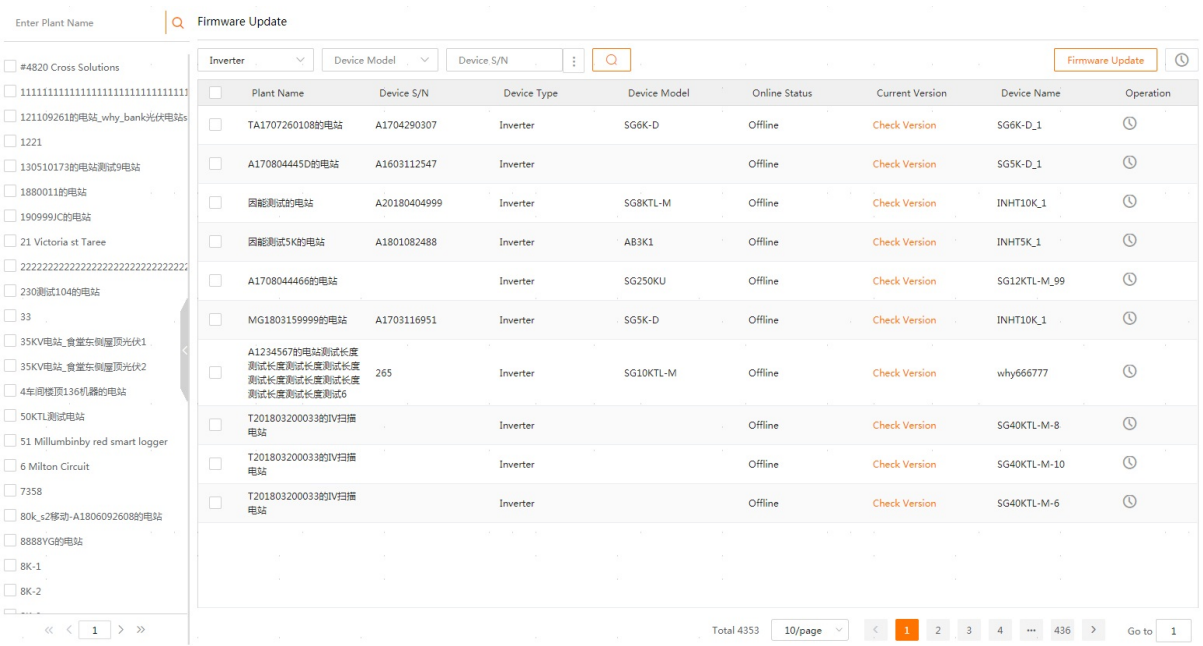 Enter Plant Name
Firmware Update
Inverter Device Model Device S/N Firmware Update
#4820 Cross Solutions
121109261的电站_why_bank光伏电站s
1221
130510173的电站测试9电站
1880011的电站
190999JC的电站
21 Victoria st Taree
230测试104的电站
33
35KV电站_食堂东侧屋顶光伏1
35KV电站_食堂东侧屋顶光伏2
4车间楼顶136机器的电站
50KTL测试电站
51 Millumbinby red smart logger
6 Milton Circuit
7358
80k_s2移动-A1806092608的电站
8888YG的电站
8K-1
8K-2
« < 1 > »
Plant Name Device S/N Device Type Device Model Online Status Current Version Device Name Operation
TA1707260108的电站 A1704290307 Inverter SG6K-D Offline Check Version SG6K-D_1
A170804445D的电站 A1603112547 Inverter Offline Check Version SG5K-D_1
因能测试的电站 A20180404999 Inverter SG8KTL-M Offline Check Version INHT10K_1
因能测试5K的电站 A1801082488 Inverter AB3K1 Offline Check Version INHT5K_1
A1708044466的电站 Inverter SG250KU Offline Check Version SG12KTL-M_99
MG1803159999的电站 A1703116951 Inverter SG5K-D Offline Check Version INHT10K_1
A1234567的电站测试长度
测试长度测试长度测试长度
测试长度测试长度测试长度
测试长度测试长度测试6
265 Inverter SG10KTL-M Offline Check Version why666777
T201803200033的IV扫描
电站
Inverter Offline Check Version SG40KTL-M-8
T201803200033的IV扫描
电站
Inverter Offline Check Version SG40KTL-M-10
T201803200033的IV扫描
电站
Inverter Offline Check Version SG40KTL-M-6
Total 4353 10/page < 1 2 3 4 ••• 436 > Go to 1